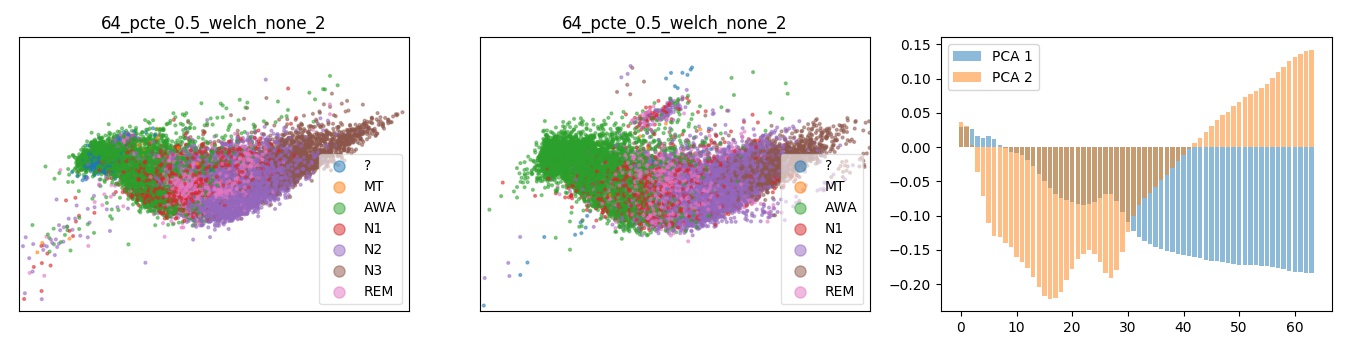 64_pcte_0.5_welch_none_2
?
MT
AWA
N1
N2
N3
REM
64_pcte_0.5_welch_none_2
?
MT
AWA
N1
N2
N3
REM
PCA 1
PCA 2
0.15
0.10
0.05
0.00
−0.05
−0.10
−0.15
−0.20
0 10 20 30 40 50 60